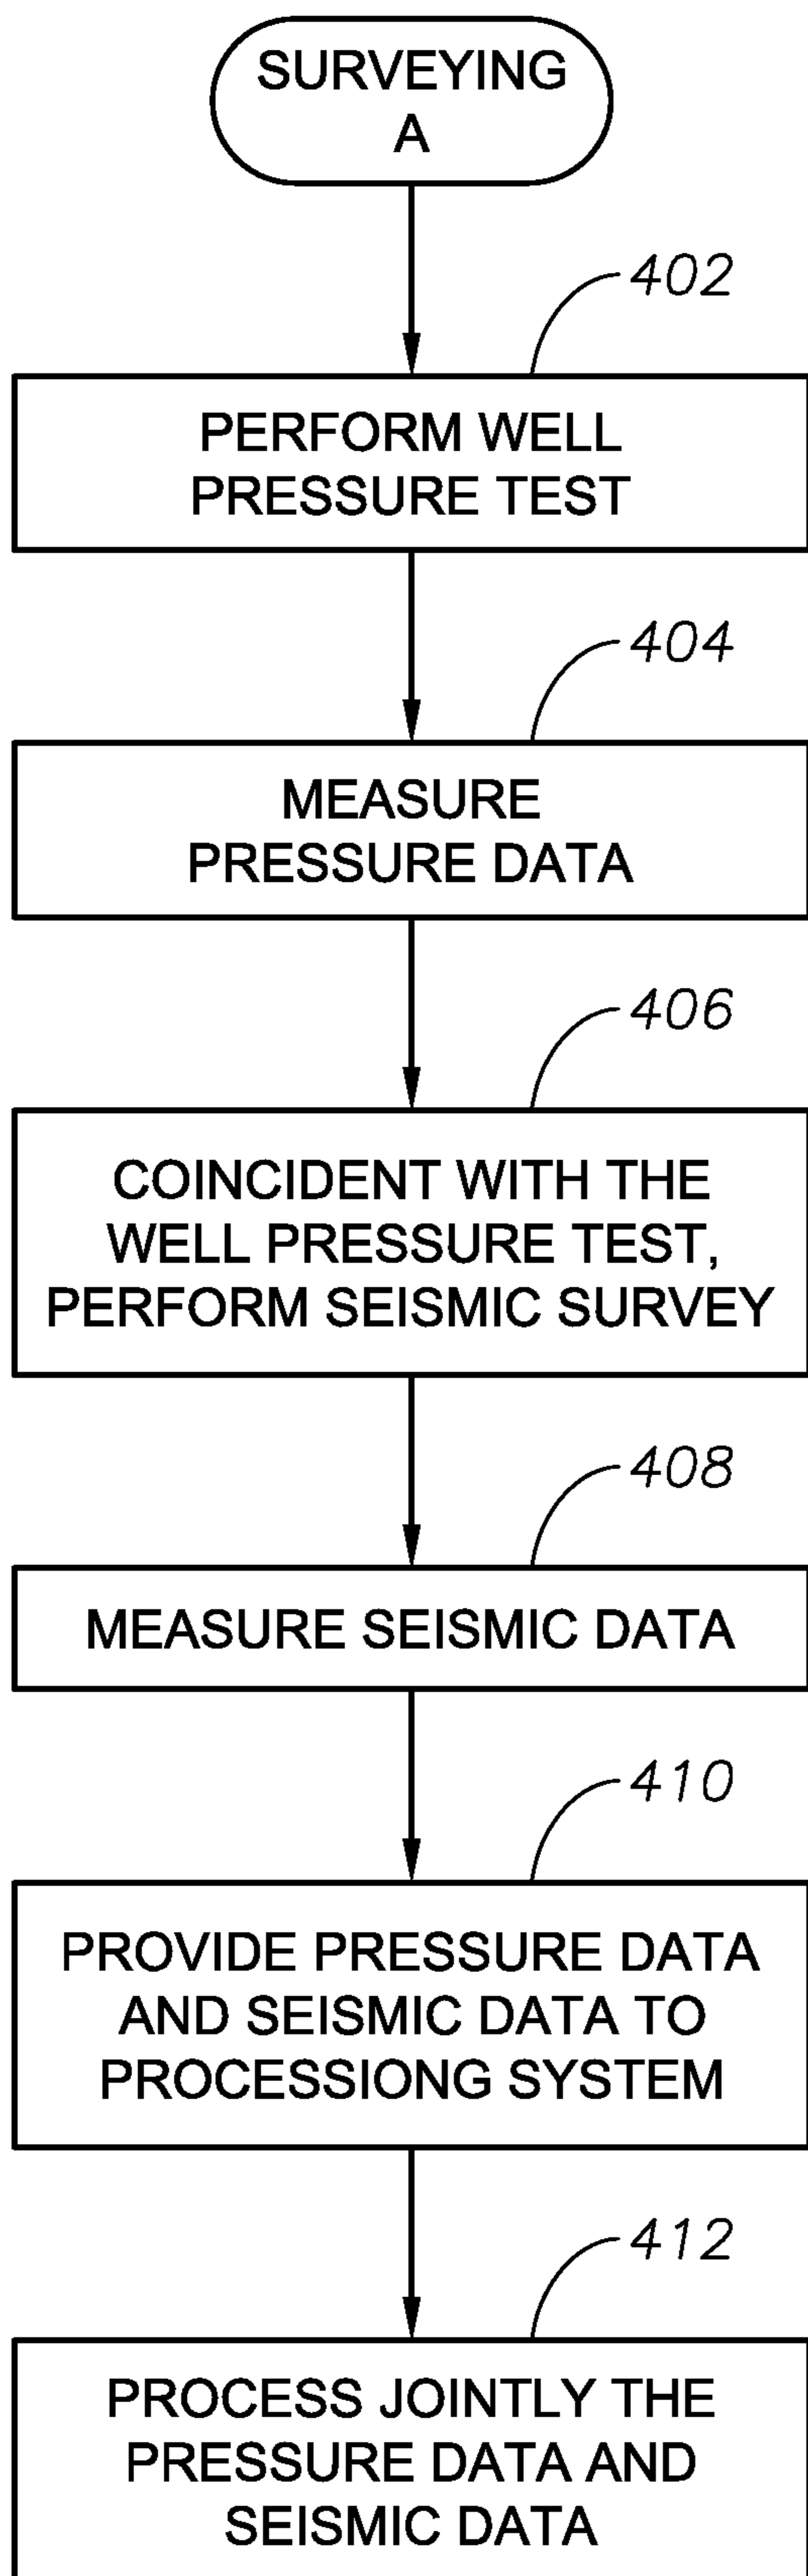 SURVEYING
A
402
PERFORM WELL
PRESSURE TEST
404
MEASURE
PRESSURE DATA
406
COINCIDENT WITH THE
WELL PRESSURE TEST,
PERFORM SEISMIC SURVEY
408
MEASURE SEISMIC DATA
410
PROVIDE PRESSURE DATA
AND SEISMIC DATA TO
PROCESSIONG SYSTEM
412
PROCESS JOINTLY THE
PRESSURE DATA AND
SEISMIC DATA